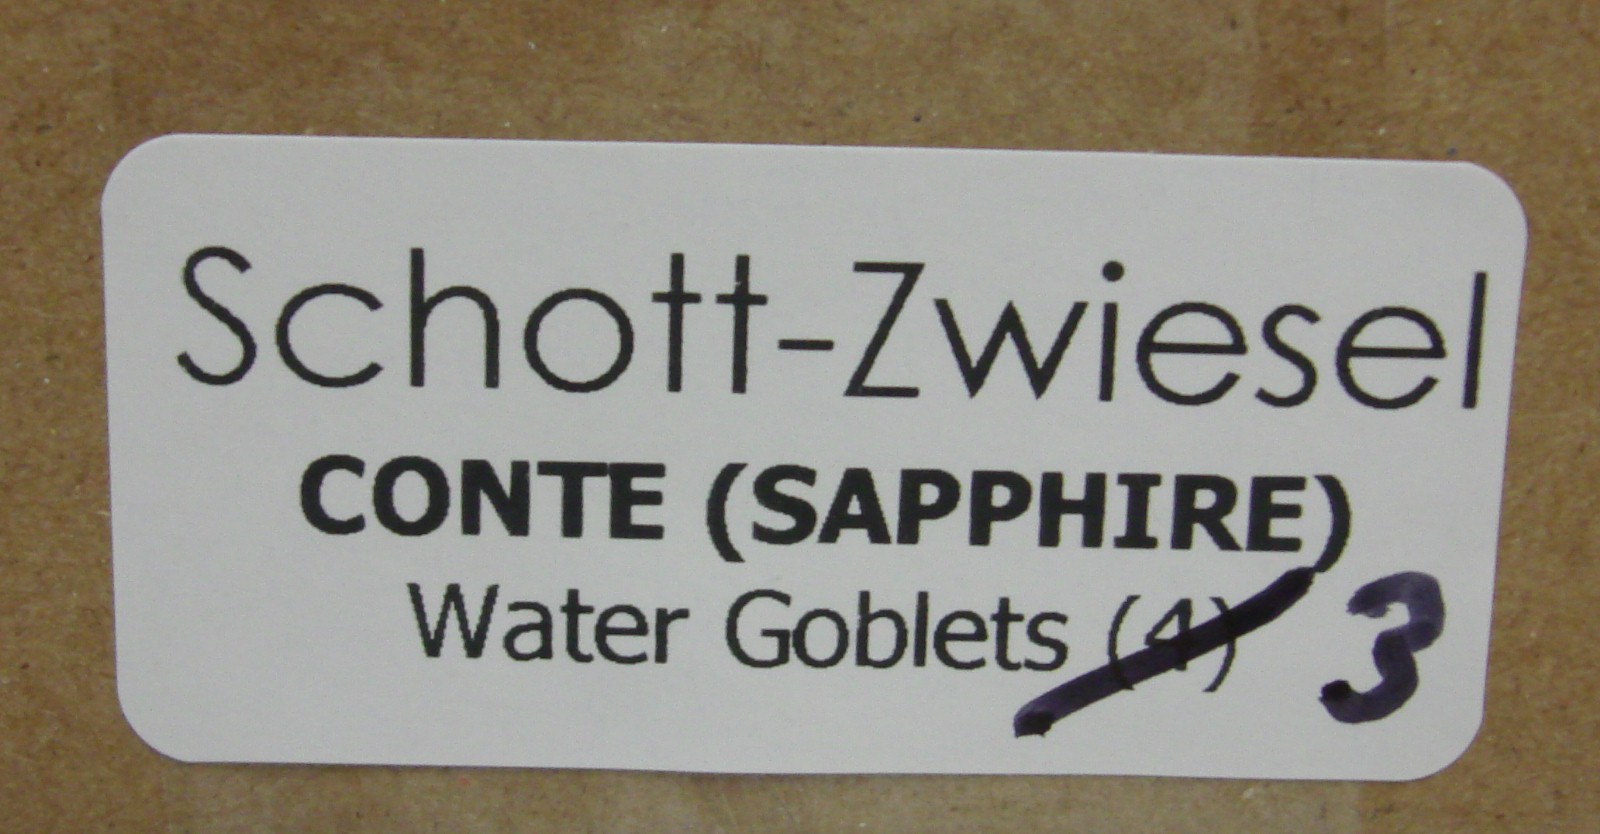 Schott-Zwiesel
CONTE (SAPPHIRE)
Water Goblets (4) 3